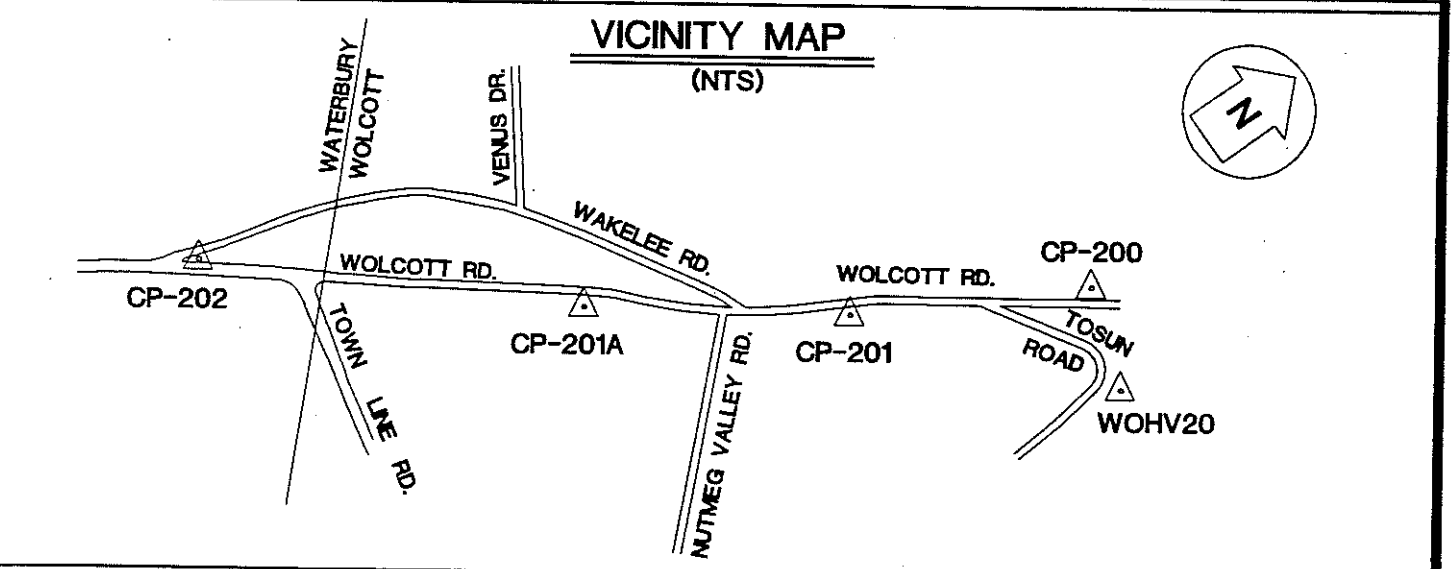 VICINITY MAP
(NTS)
WATERBURY
WOLCOTT
VENUS DR.
N
WAKELEE RD.
CP-200
WOLCOTT RD.
WOLCOTT RD.
CP-202
TOWN LINE RD.
CP-201A
CP-201
TOSUN
ROAD
NUTMEG VALLEY RD.
WOHV20